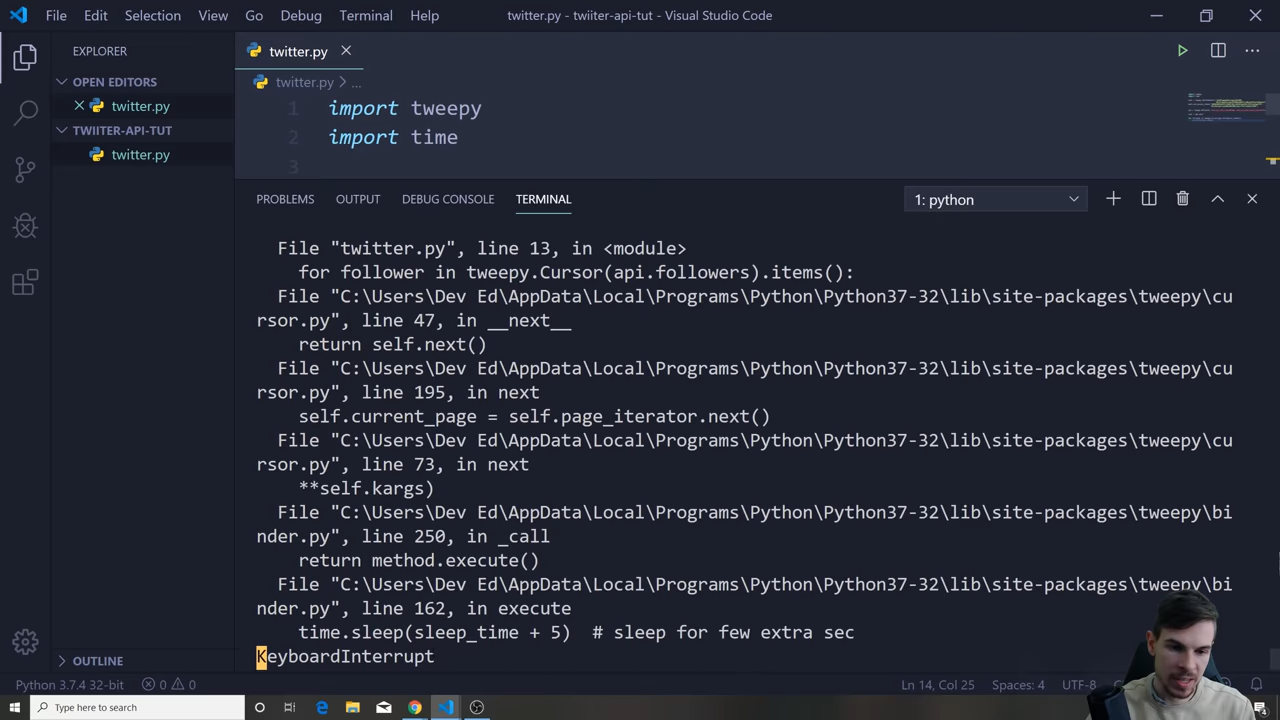 File Edit Selection View Go Debug Terminal Help
twitter.py - twiiter-api-tut - Visual Studio Code
EXPLORER
OPEN EDITORS
twitter.py
TWIITER-API-TUT
twitter.py
OUTLINE
twitter.py
twitter.py > ...
1 import tweepy
2 import time
3
PROBLEMS OUTPUT DEBUG CONSOLE TERMINAL
1: python
File "twitter.py", line 13, in <module>
for follower in tweepy.Cursor(api.followers).items():
File "C:\Users\Dev Ed\AppData\Local\Programs\Python\Python37-32\lib\site-packages\tweepy\cu
rsor.py", line 47, in __next__
return self.next()
File "C:\Users\Dev Ed\AppData\Local\Programs\Python\Python37-32\lib\site-packages\tweepy\cu
rsor.py", line 195, in next
self.current_page = self.page_iterator.next()
File "C:\Users\Dev Ed\AppData\Local\Programs\Python\Python37-32\lib\site-packages\tweepy\cu
rsor.py", line 73, in next
**self.kargs)
File "C:\Users\Dev Ed\AppData\Local\Programs\Python\Python37-32\lib\site-packages\tweepy\bi
nder.py", line 250, in _call
return method.execute()
File "C:\Users\Dev Ed\AppData\Local\Programs\Python\Python37-32\lib\site-packages\tweepy\bi
nder.py", line 162, in execute
time.sleep(sleep_time + 5)  # sleep for few extra sec
KeyboardInterrupt
Python 3.7.4 32-bit 0 0
Ln 14, Col 25 Spaces: 4 UTF-8
Type here to search